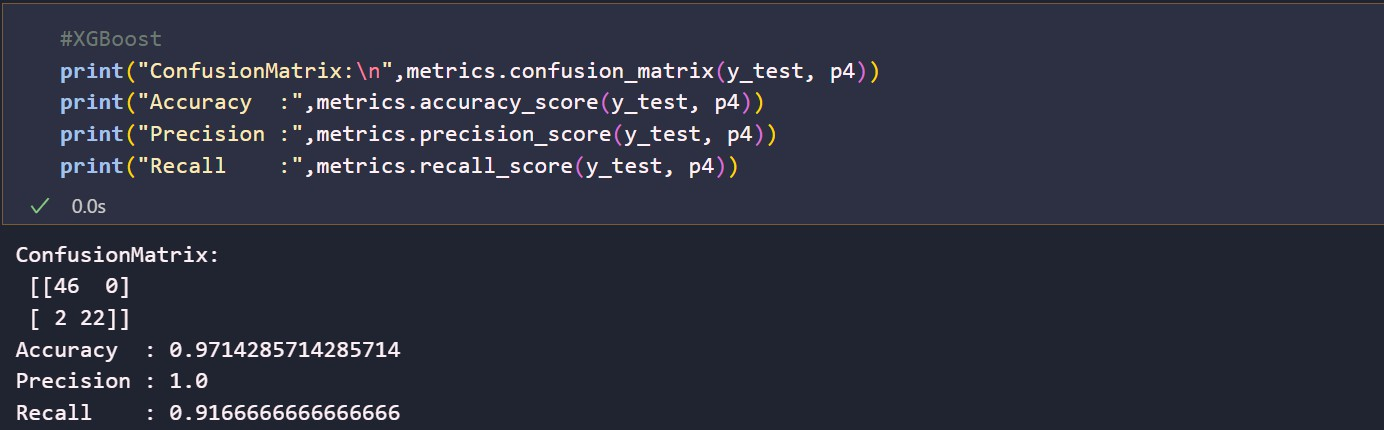 #XGBoost
print("ConfusionMatrix:\n",metrics.confusion_matrix(y_test, p4))
print("Accuracy  :",metrics.accuracy_score(y_test, p4))
print("Precision :",metrics.precision_score(y_test, p4))
print("Recall    :",metrics.recall_score(y_test, p4))
0.0s
ConfusionMatrix:
 [[46  0]
 [ 2 22]]
Accuracy  : 0.9714285714285714
Precision : 1.0
Recall    : 0.9166666666666666